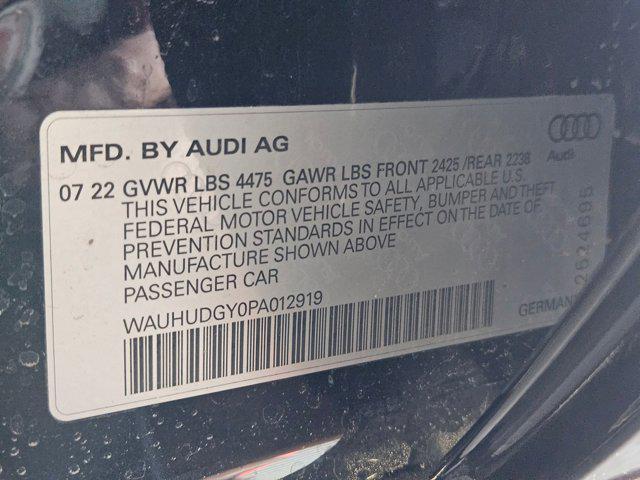 MFD. BY AUDI AG
Audi
07 22 GVWR LBS 4475 GAWR LBS FRONT 2425 /REAR 2238
THIS VEHICLE CONFORMS TO ALL APPLICABLE U.S.
FEDERAL MOTOR VEHICLE SAFETY, BUMPER AND THEFT
PREVENTION STANDARDS IN EFFECT ON THE DATE OF
MANUFACTURE SHOWN ABOVE
PASSENGER CAR
WAUHUDGY0PA012919
GERMAN
2624695